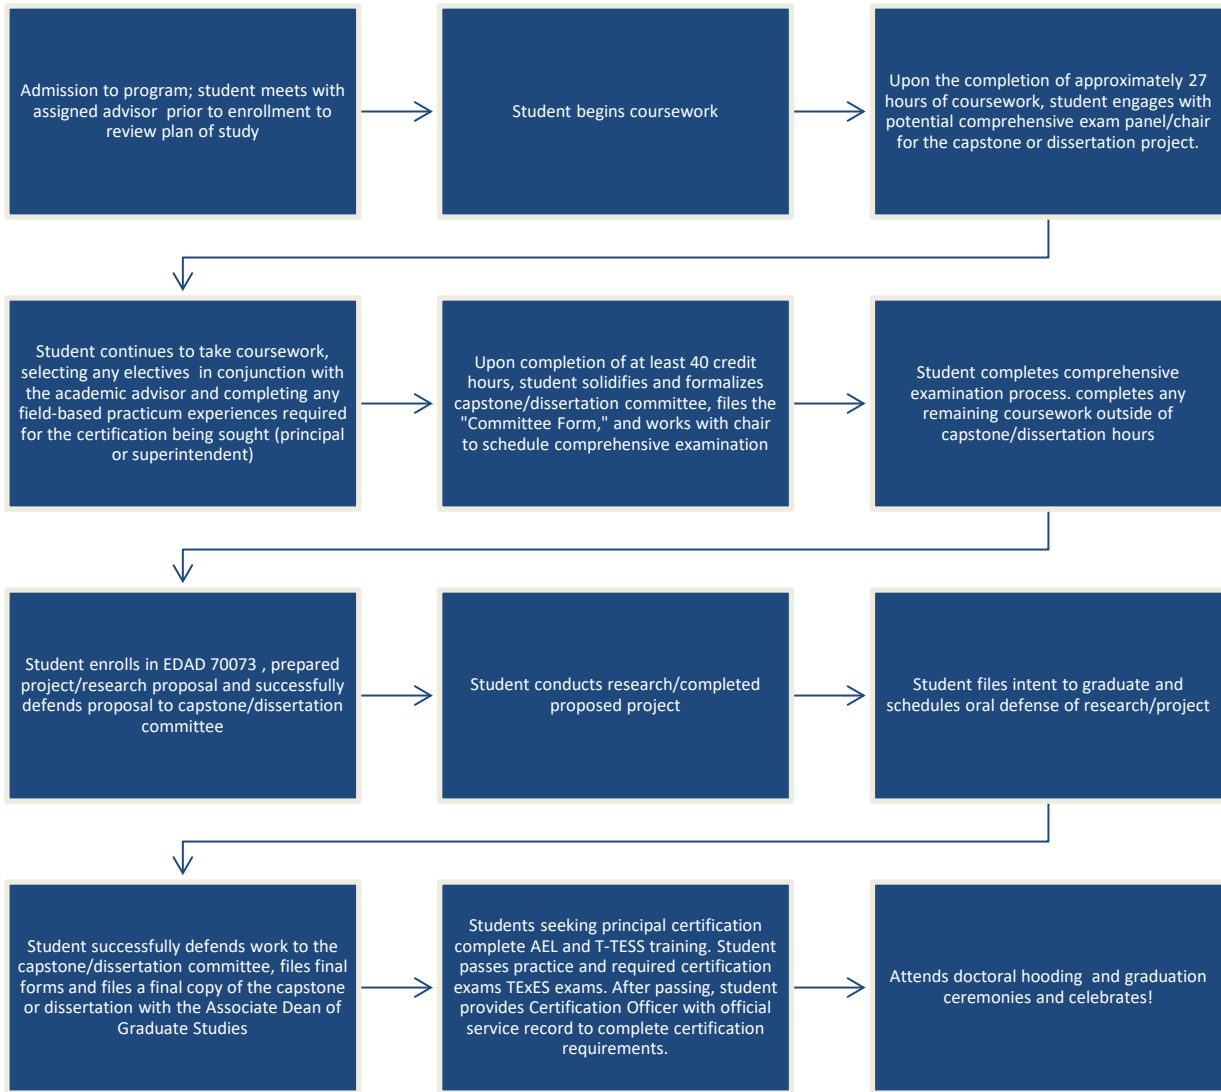 Admission to program; student meets with
assigned advisor prior to enrollment to
review plan of study
Student begins coursework
Upon the completion of approximately 27
hours of coursework, student engages with
potential comprehensive exam panel/chair
for the capstone or dissertation project.
Student continues to take coursework,
selecting any electives in conjunction with
the academic advisor and completing any
field-based practicum experiences required
for the certification being sought (principal
or superintendent)
Upon completion of at least 40 credit
hours, student solidifies and formalizes
capstone/dissertation committee, files the
"Committee Form," and works with chair
to schedule comprehensive examination
Student completes comprehensive
examination process. completes any
remaining coursework outside of
capstone/dissertation hours
Student enrolls in EDAD 70073 , prepared
project/research proposal and successfully
defends proposal to capstone/dissertation
committee
Student conducts research/completed
proposed project
Student files intent to graduate and
schedules oral defense of research/project
Student successfully defends work to the
capstone/dissertation committee, files final
forms and files a final copy of the capstone
or dissertation with the Associate Dean of
Graduate Studies
Students seeking principal certification
complete AEL and T-TESS training. Student
passes practice and required certification
exams TExES exams. After passing, student
provides Certification Officer with official
service record to complete certification
requirements.
Attends doctoral hooding and graduation
ceremonies and celebrates!